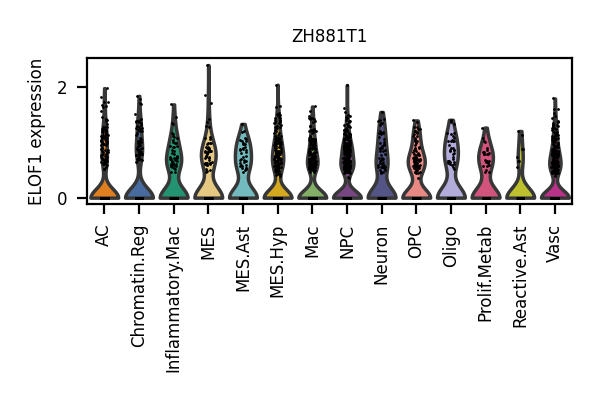 ZH881T1
ELOF1 expression
2
0
AC
Chromatin.Reg
Inflammatory.Mac
MES
MES.Ast
MES.Hyp
Mac
NPC
Neuron
OPC
Oligo
Prolif.Metab
Reactive.Ast
Vasc